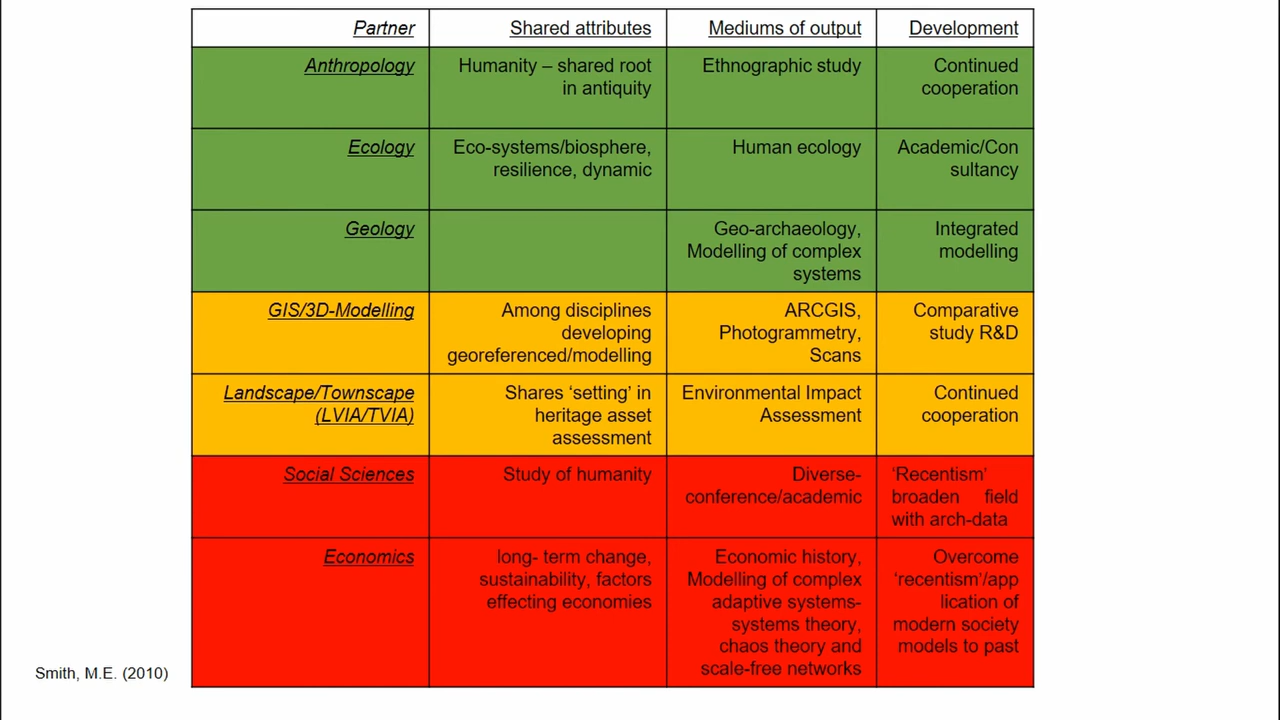 Partner Shared attributes Mediums of output Development
Anthropology
Humanity – shared root
in antiquity
Ethnographic study
Continued
cooperation
Ecology
Eco-systems/biosphere,
resilience, dynamic
Human ecology
Academic/Con
sultancy
Geology
Geo-archaeology,
Modelling of complex
systems
Integrated
modelling
GIS/3D-Modelling
Among disciplines
developing
georeferenced/modelling
ARCGIS,
Photogrammetry,
Scans
Comparative
study R&D
Landscape/Townscape
(LVIA/TVIA)
Shares ‘setting’ in
heritage asset
assessment
Environmental Impact
Assessment
Continued
cooperation
Social Sciences
Study of humanity
Diverse-
conference/academic
‘Recentism’
broaden field
with arch-data
Economics
long- term change,
sustainability, factors
effecting economies
Economic history,
Modelling of complex
adaptive systems-
systems theory,
chaos theory and
scale-free networks
Overcome
‘recentism’/app
lication of
modern society
models to past
Smith, M.E. (2010)